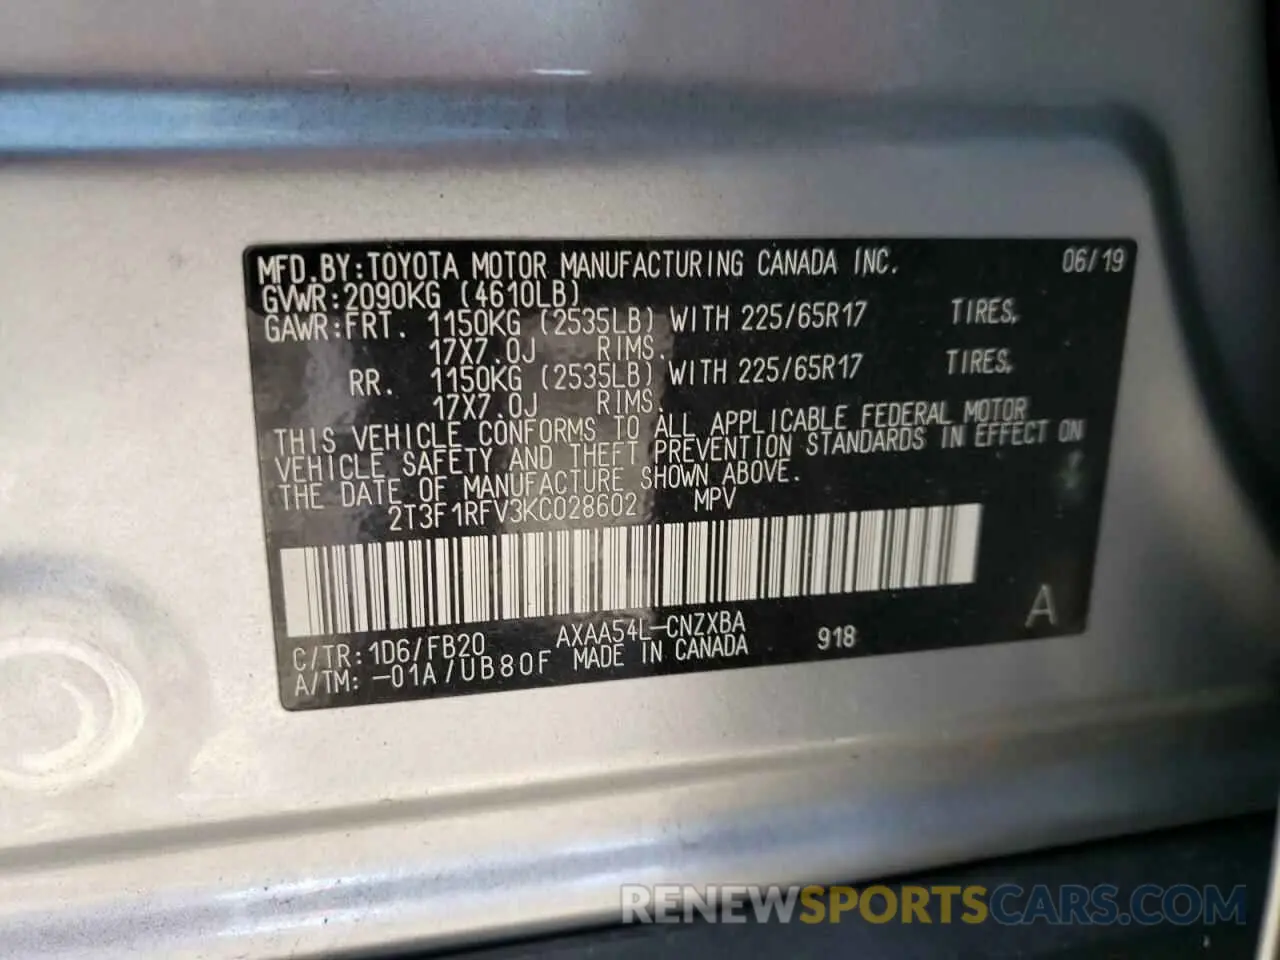 MFD.BY:TOYOTA MOTOR MANUFACTURING CANADA INC. 06/19
GVWR:2090KG (4610LB)
GAWR:FRT. 1150KG (2535LB) WITH 225/65R17 TIRES,
17X7.0J RIMS.
RR. 1150KG (2535LB) WITH 225/65R17 TIRES,
17X7.0J RIMS.
THIS VEHICLE CONFORMS TO ALL APPLICABLE FEDERAL MOTOR
VEHICLE SAFETY AND THEFT PREVENTION STANDARDS IN EFFECT ON
THE DATE OF MANUFACTURE SHOWN ABOVE.
2T3F1RFV3KC028602 MPV
A
C/TR:1D6/FB20 AXAA54L-CNZXBA
A/TM:-01A/UB80F MADE IN CANADA 918
RENEWSPORTSCARS.COM